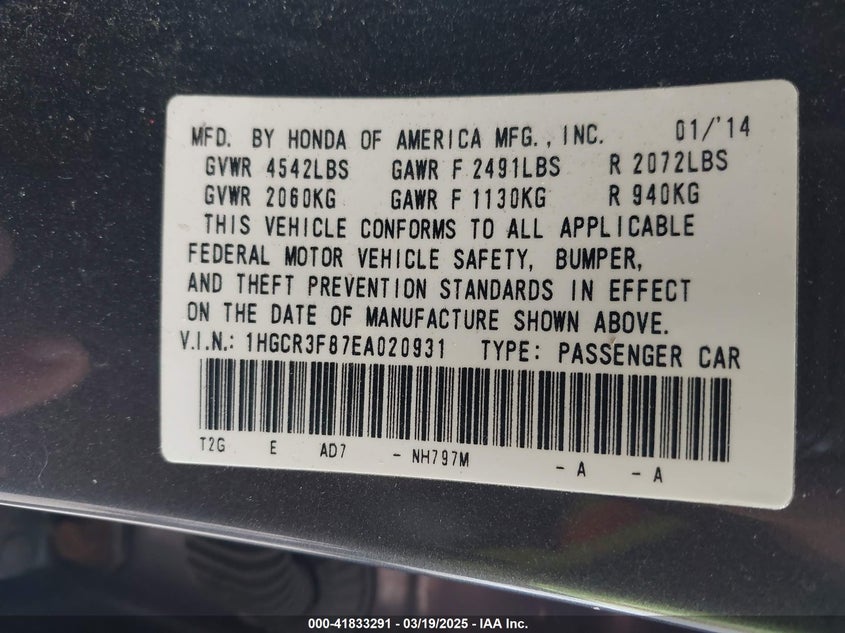 MFD. BY HONDA OF AMERICA MFG., INC. 01/'14
GVWR 4542LBS GAWR F 2491LBS R 2072LBS
GVWR 2060KG GAWR F 1130KG R 940KG
THIS VEHICLE CONFORMS TO ALL APPLICABLE
FEDERAL MOTOR VEHICLE SAFETY, BUMPER,
AND THEFT PREVENTION STANDARDS IN EFFECT
ON THE DATE OF MANUFACTURE SHOWN ABOVE.
V.I.N.: 1HGCR3F87EA020931 TYPE: PASSENGER CAR
T2G E AD7 - NH797M - A - A
000-41833291 - 03/19/2025 - IAA Inc.